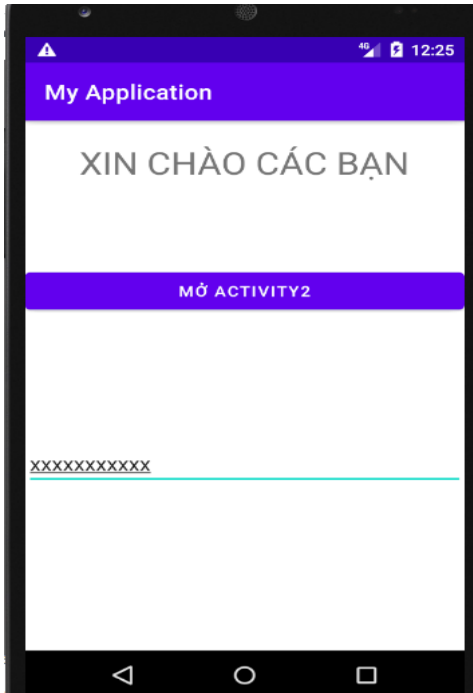 4G 12:25
My Application
XIN CHÀO CÁC BẠN
MỞ ACTIVITY2
xxxxxxxxxxx